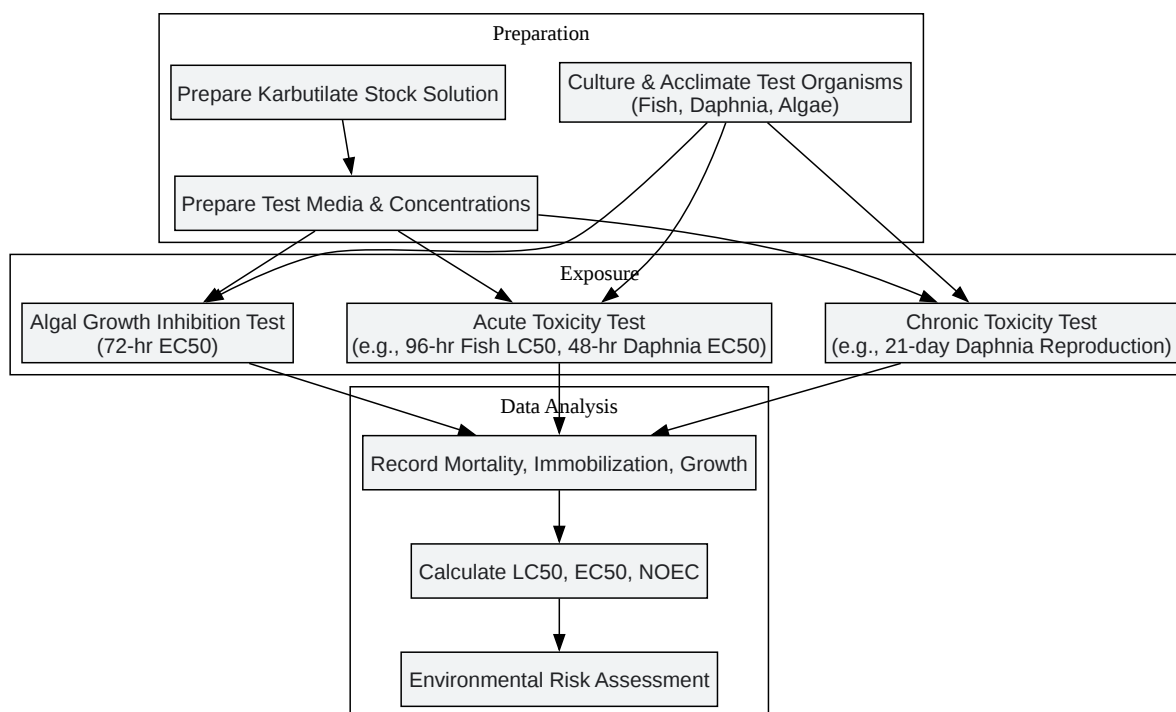 Preparation
Prepare Karbutilate Stock Solution
Culture & Acclimate Test Organisms
(Fish, Daphnia, Algae)
Prepare Test Media & Concentrations
Exposure
Algal Growth Inhibition Test
(72-hr EC50)
Acute Toxicity Test
(e.g., 96-hr Fish LC50, 48-hr Daphnia EC50)
Chronic Toxicity Test
(e.g., 21-day Daphnia Reproduction)
Data Analysis
Record Mortality, Immobilization, Growth
Calculate LC50, EC50, NOEC
Environmental Risk Assessment